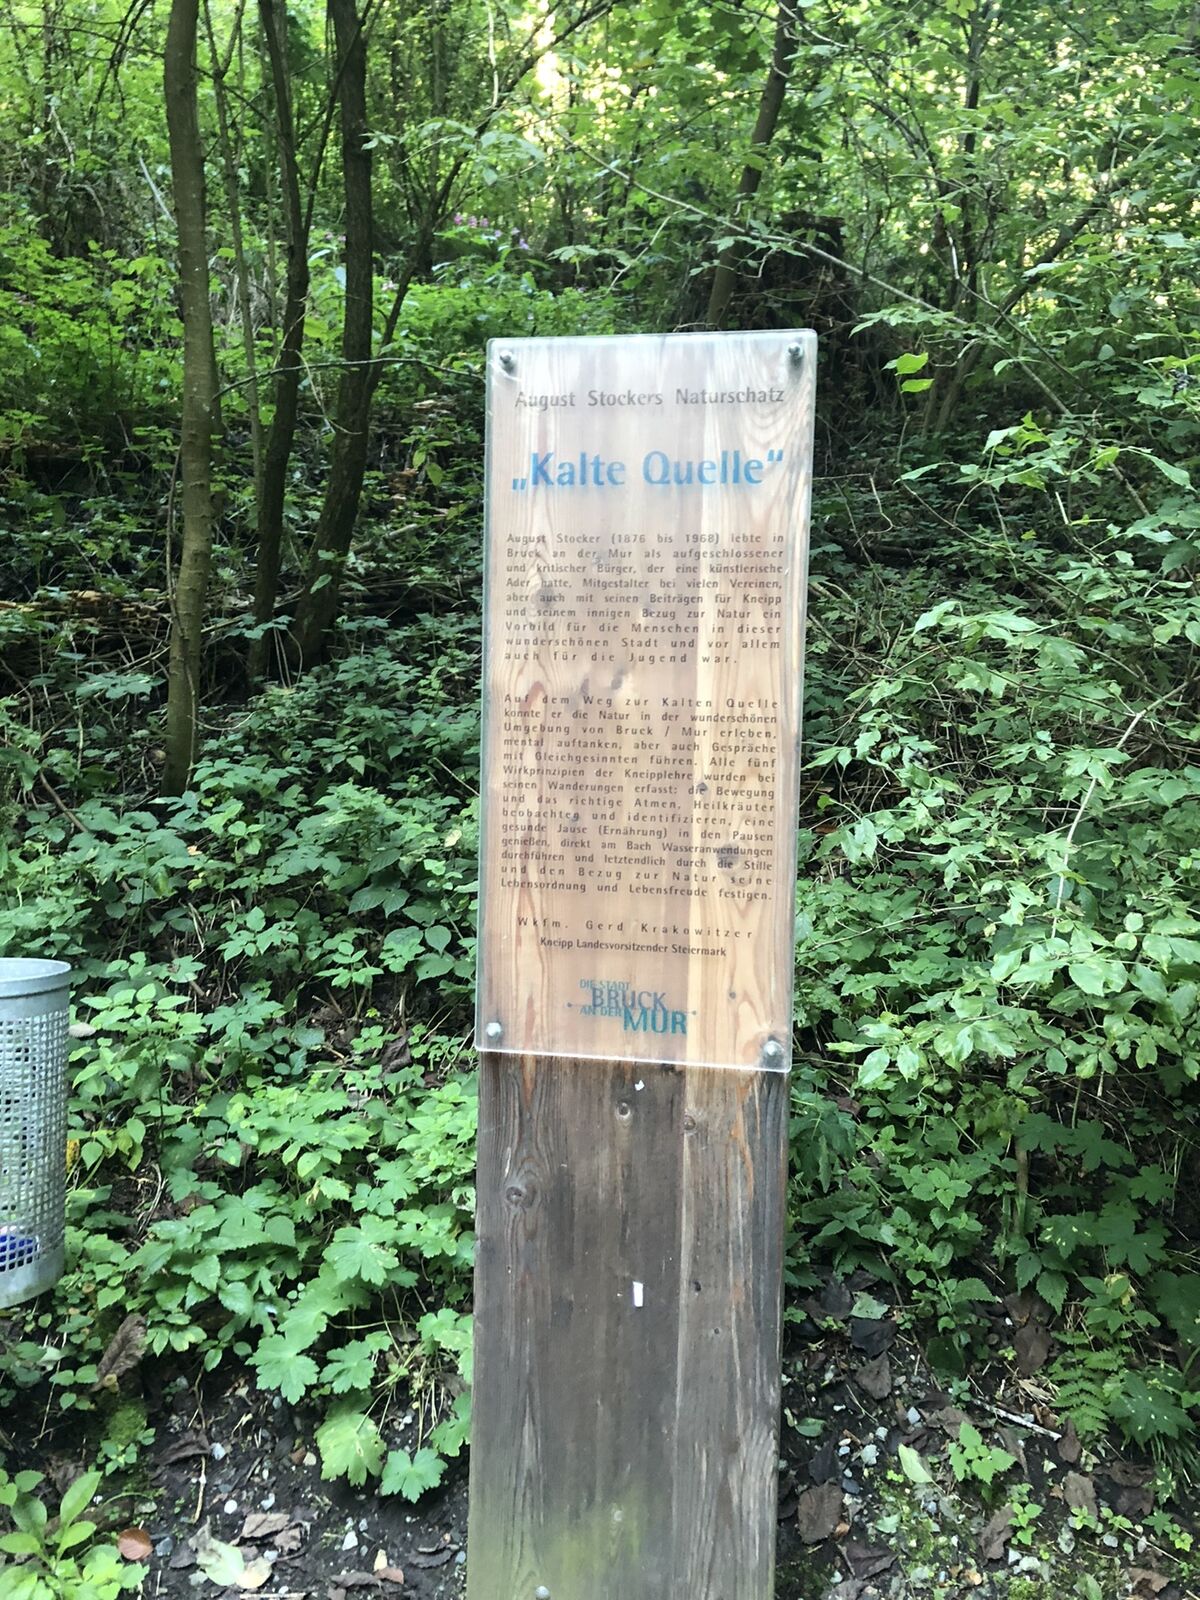 August Stockers Naturschatz
„Kalte Quelle“
August Stocker (1876 bis 1968) lebte in
Bruck an der Mur als aufgeschlossener
und kritischer Bürger, der eine künstlerische
Ader hatte, Mitgestalter bei vielen Vereinen,
aber auch mit seinen Beiträgen für Kneipp
und seinem innigen Bezug zur Natur ein
Vorbild für die Menschen in dieser
wunderschönen Stadt und vor allem
auch für die Jugend war.
Auf dem Weg zur Kalten Quelle
konnte er die Natur in der wunderschönen
Umgebung von Bruck / Mur erleben,
mental auftanken, aber auch Gespräche
mit Gleichgesinnten führen. Alle fünf
Wirkprinzipien der Kneipplehre wurden bei
seinen Wanderungen erfasst: die Bewegung
und das richtige Atmen, Heilkräuter
beobachten und identifizieren, eine
gesunde Jause (Ernährung) in den Pausen
genießen, direkt am Bach Wasseranwendungen
durchführen und letztendlich durch die Stille
und den Bezug zur Natur seine
Lebensordnung und Lebensfreude festigen.
Wkfm. Gerd Krakowitzer
Kneipp Landesvorsitzender Steiermark
DIE STADT
BRUCK
AN DER MUR